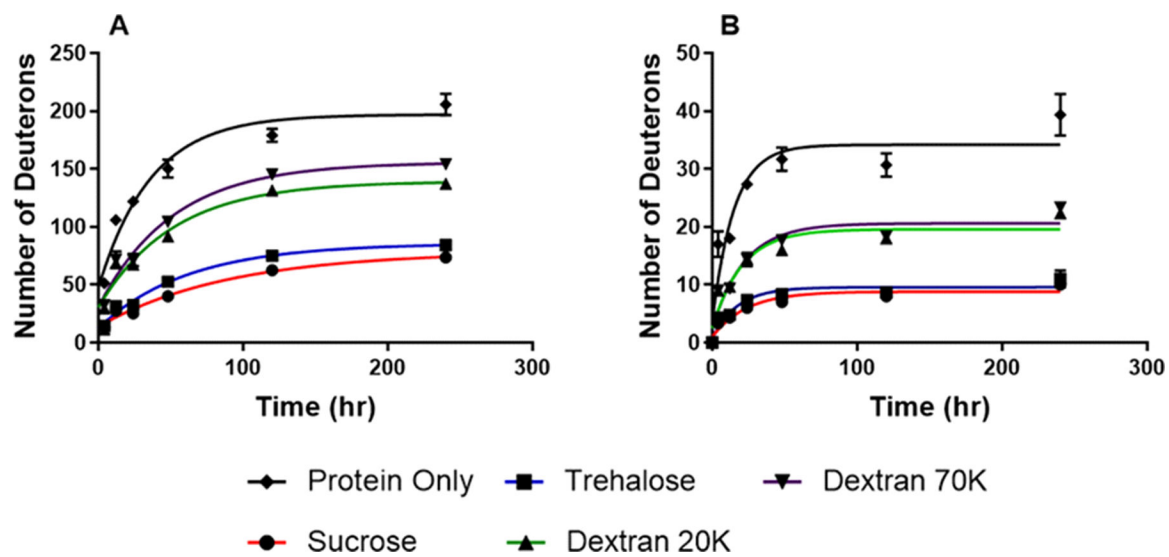 A
B
Number of Deuterons
250
200
150
100
50
0
0
100
200
300
Time (hr)
Number of Deuterons
50
40
30
20
10
0
0
100
200
300
Time (hr)
Protein Only
Trehalose
Dextran 70K
Sucrose
Dextran 20K